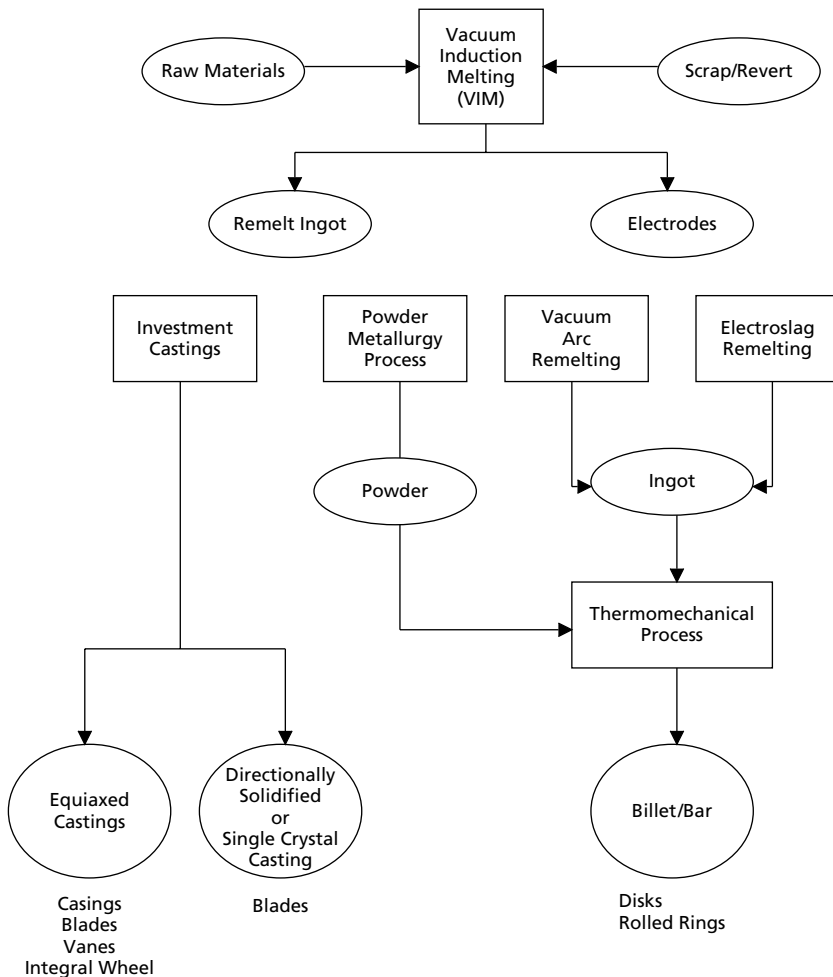 Vacuum
Induction
Melting
(VIM)
Raw Materials
Scrap/Revert
Remelt Ingot
Electrodes
Investment
Castings
Powder
Metallurgy
Process
Vacuum
Arc
Remelting
Electroslag
Remelting
Powder
Ingot
Thermomechanical
Process
Equiaxed
Castings
Directionally
Solidified
or
Single Crystal
Casting
Billet/Bar
Casings
Blades
Vanes
Integral Wheel
Blades
Disks
Rolled Rings